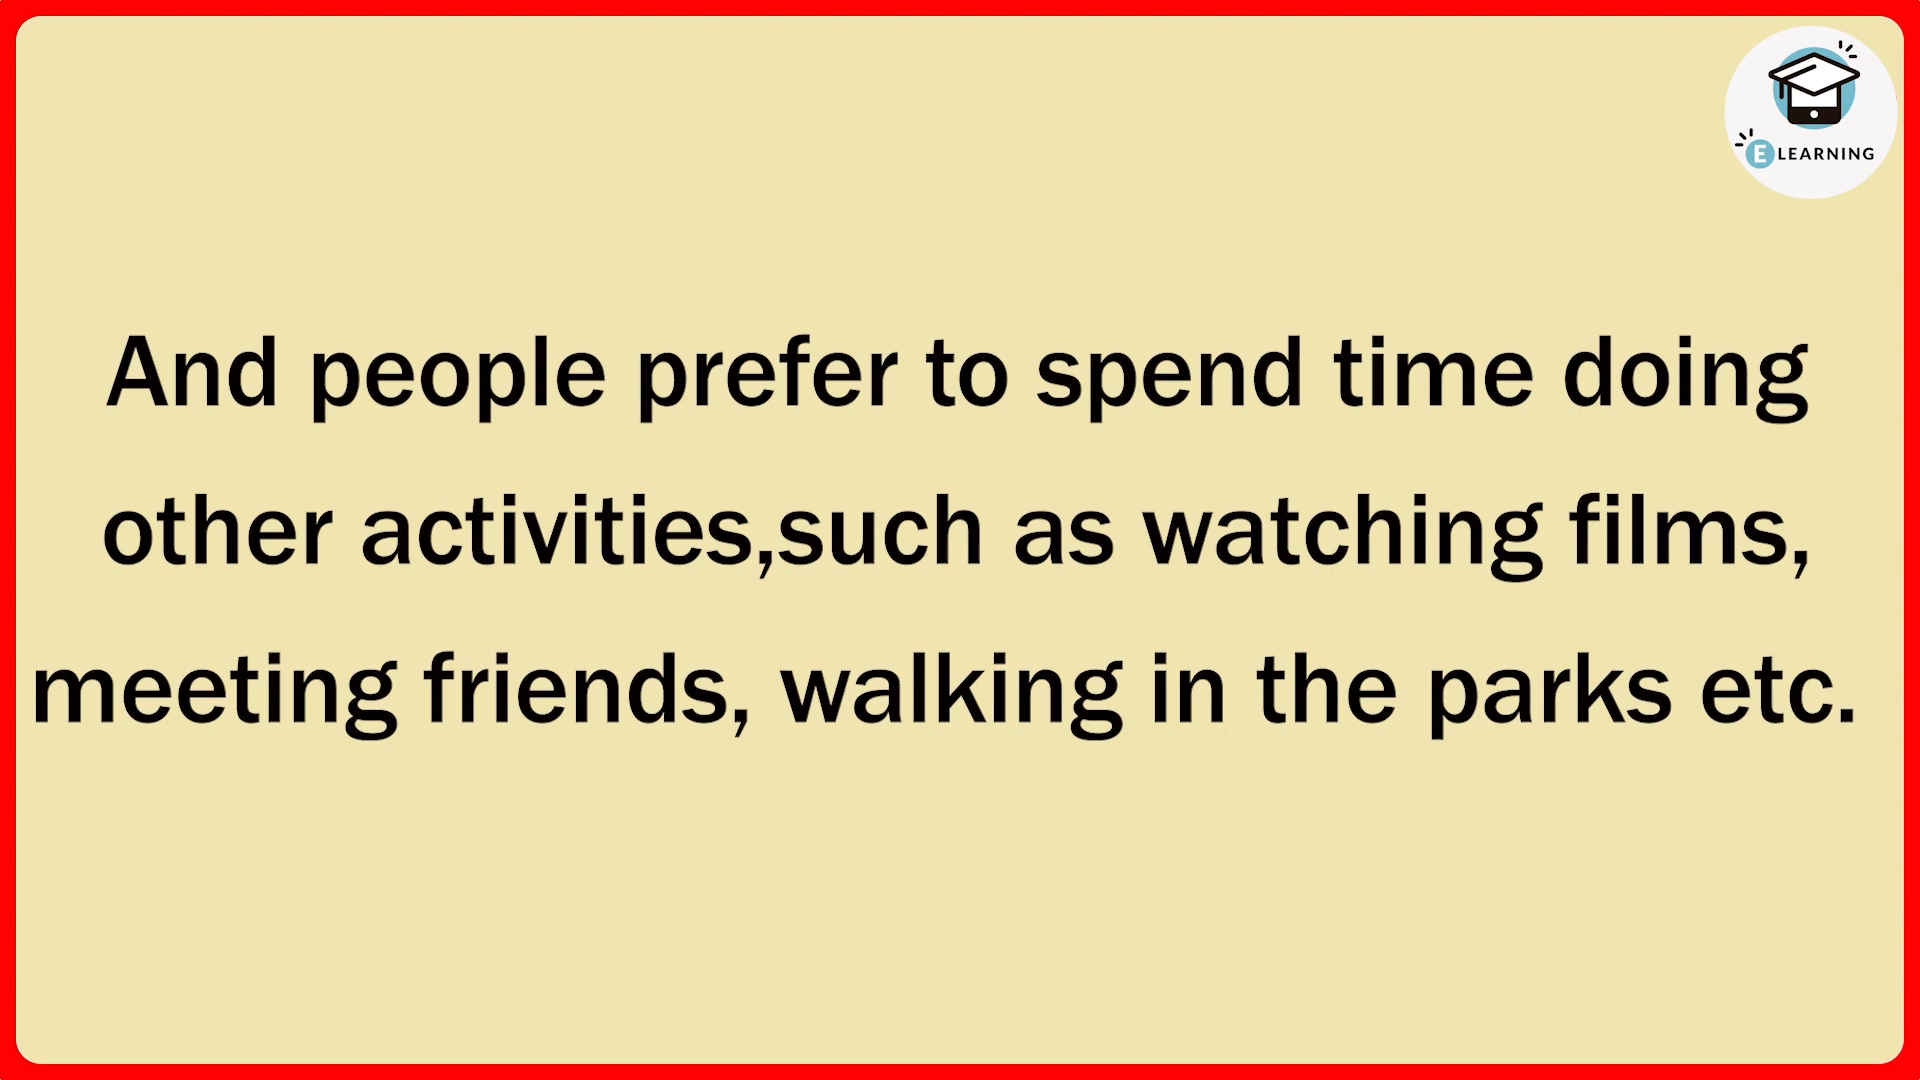 E LEARNING
And people prefer to spend time doing
other activities,such as watching films,
meeting friends, walking in the parks etc.